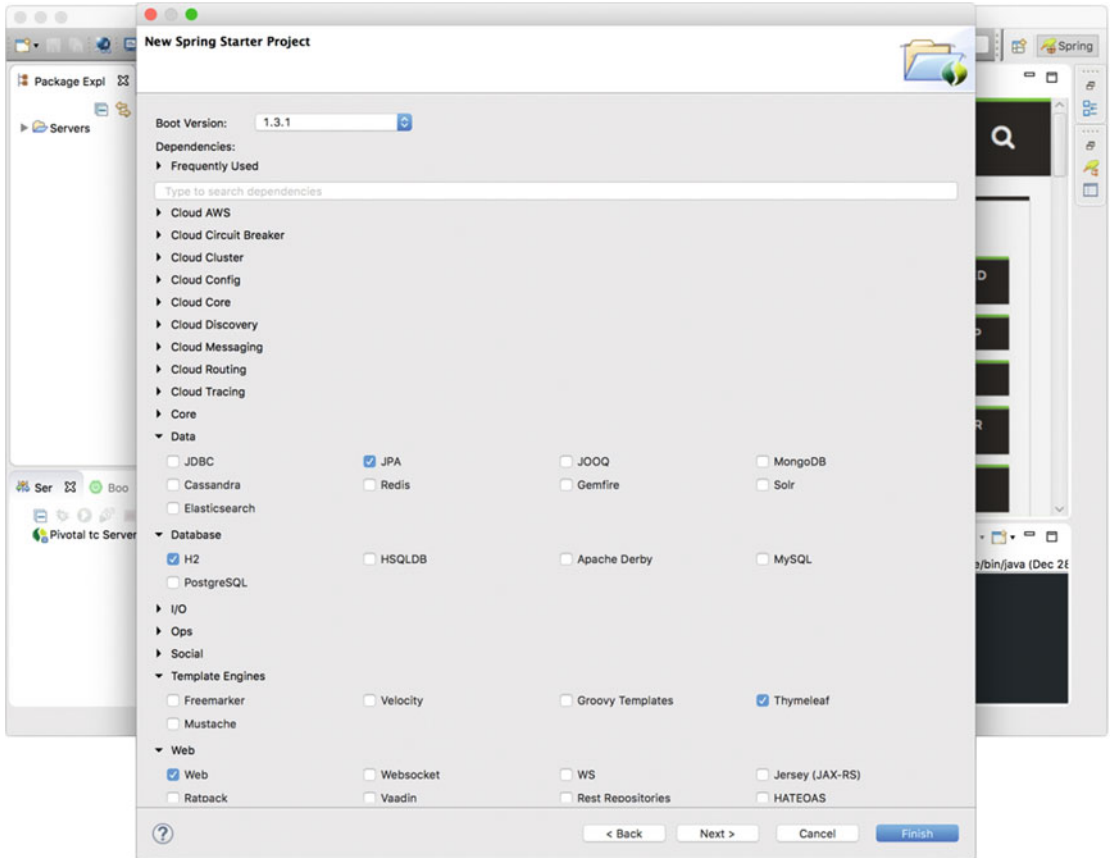 New Spring Starter Project
Spring
Package Expl
Servers
Boot Version: 1.3.1
Dependencies:
Frequently Used
Type to search dependencies
Cloud AWS
Cloud Circuit Breaker
Cloud Cluster
Cloud Config
Cloud Core
Cloud Discovery
Cloud Messaging
Cloud Routing
Cloud Tracing
Core
Data
JDBC JPA JOOQ MongoDB
Cassandra Redis Gemfire Solr
Elasticsearch
Ser Boo
Pivotal tc Server
Database
H2 HSQLDB Apache Derby MySQL
PostgreSQL
e/bin/java (Dec 28
I/O
Ops
Social
Template Engines
Freemarker Velocity Groovy Templates Thymeleaf
Mustache
Web
Web Websocket WS Jersey (JAX-RS)
Ratpack Vaadin Rest Repositories HATEOAS
? < Back Next > Cancel Finish